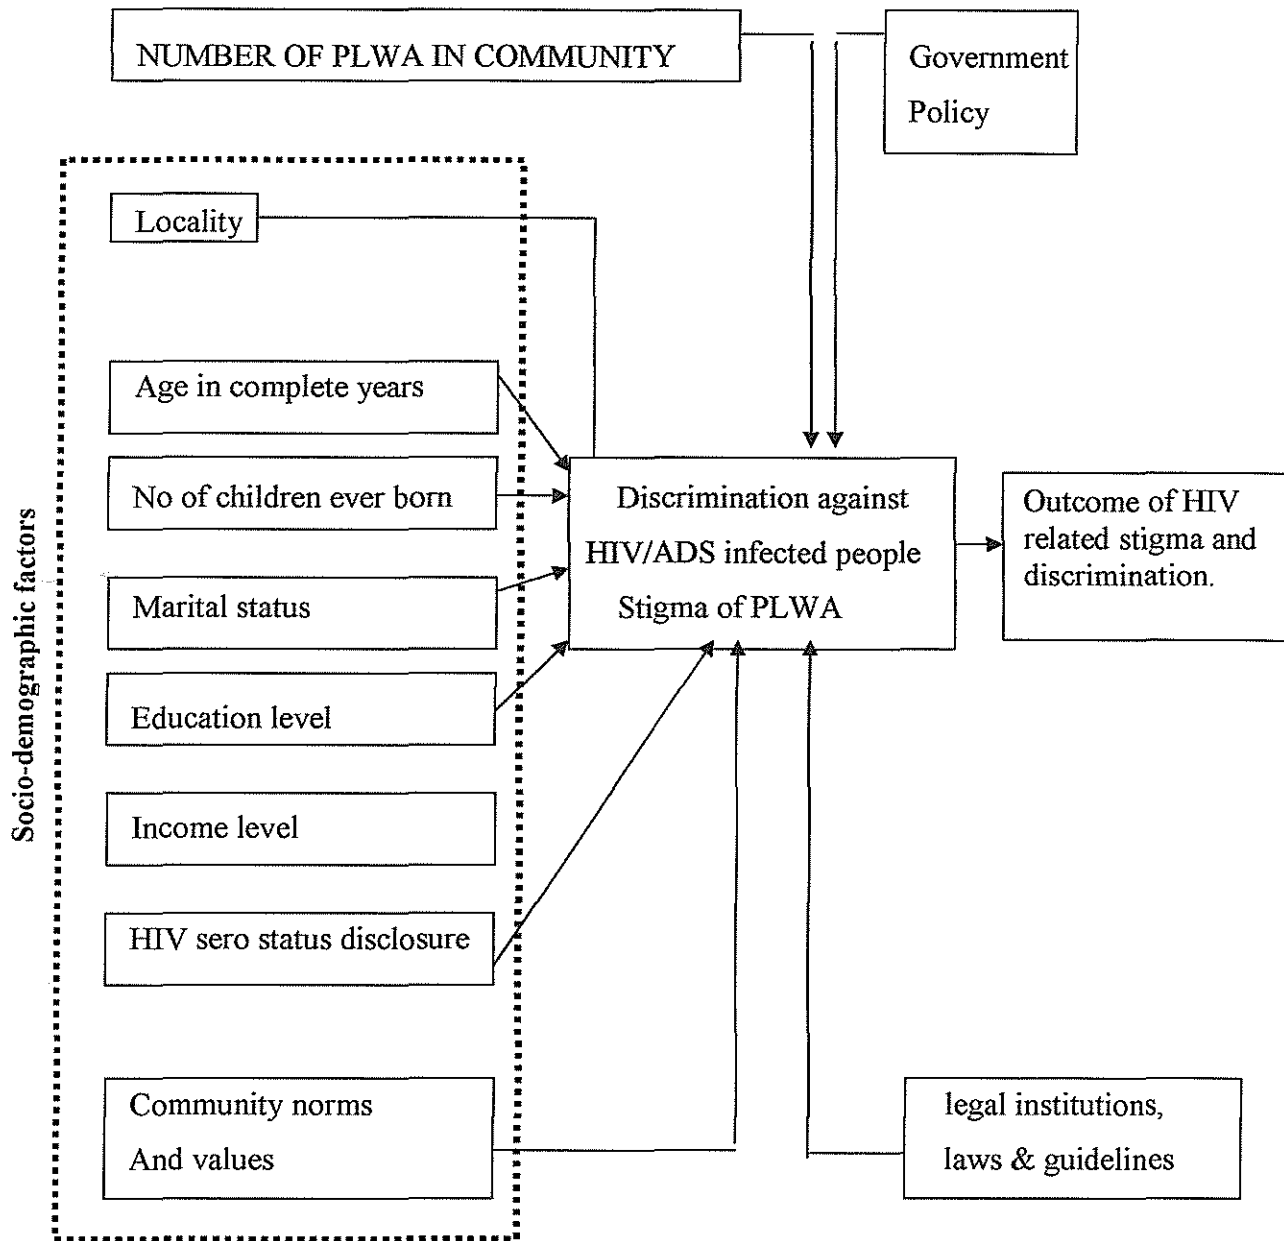 NUMBER OF PLWA IN COMMUNITY
Government
Policy
Socio-demographic factors
Locality
Age in complete years
No of children ever born
Marital status
Education level
Income level
HIV sero status disclosure
Community norms
And values
Discrimination against
HIV/ADS infected people
Stigma of PLWA
Outcome of HIV
related stigma and
discrimination.
legal institutions,
laws & guidelines